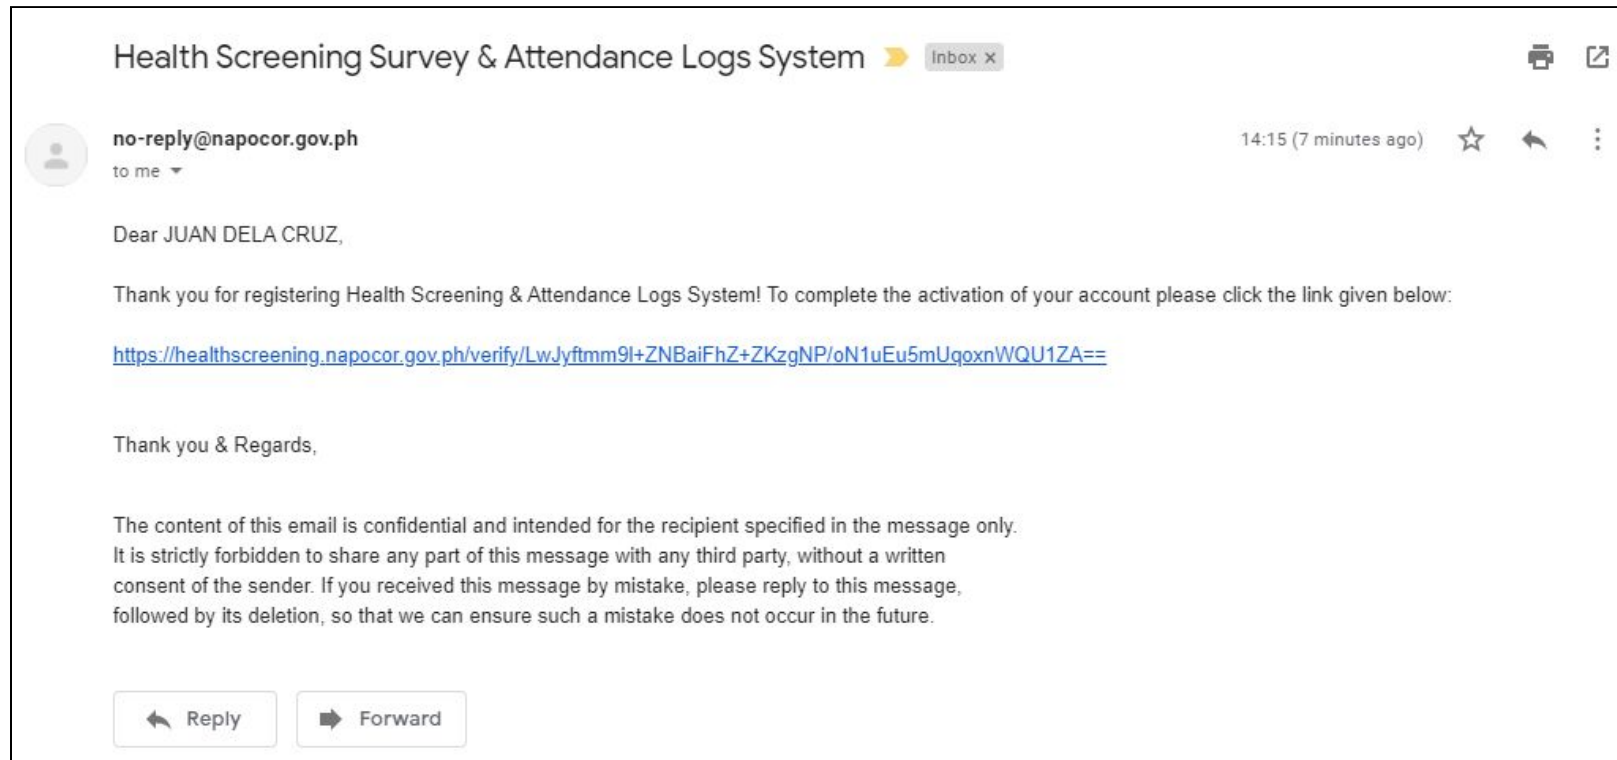 Health Screening Survey & Attendance Logs System Inbox x
no-reply@napocor.gov.ph 14:15 (7 minutes ago)
to me
Dear JUAN DELA CRUZ,
Thank you for registering Health Screening & Attendance Logs System! To complete the activation of your account please click the link given below:
https://healthscreening.napocor.gov.ph/verify/LwJyftmm9I+ZNBaiFhZ+ZKzgNP/oN1uEu5mUqoxnWQU1ZA==
Thank you & Regards,
The content of this email is confidential and intended for the recipient specified in the message only.
It is strictly forbidden to share any part of this message with any third party, without a written
consent of the sender. If you received this message by mistake, please reply to this message,
followed by its deletion, so that we can ensure such a mistake does not occur in the future.
Reply Forward